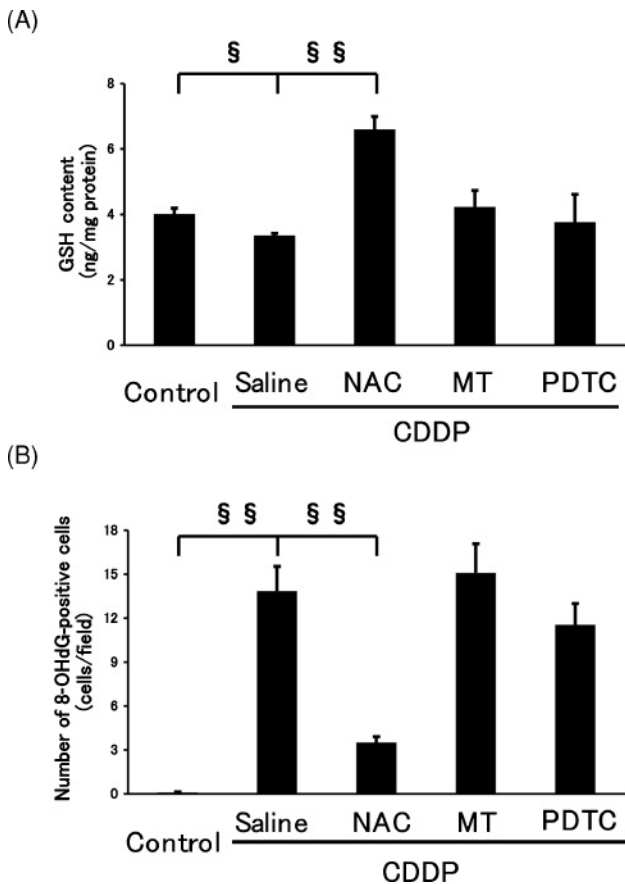 (A)
§ § §
8
6
4
2
0
GSH content
(ng/mg protein)
Control Saline NAC MT PDTC
CDDP
(B)
§ § § §
18
15
12
9
6
3
0
Number of 8-OHdG-positive cells
(cells/field)
Control Saline NAC MT PDTC
CDDP